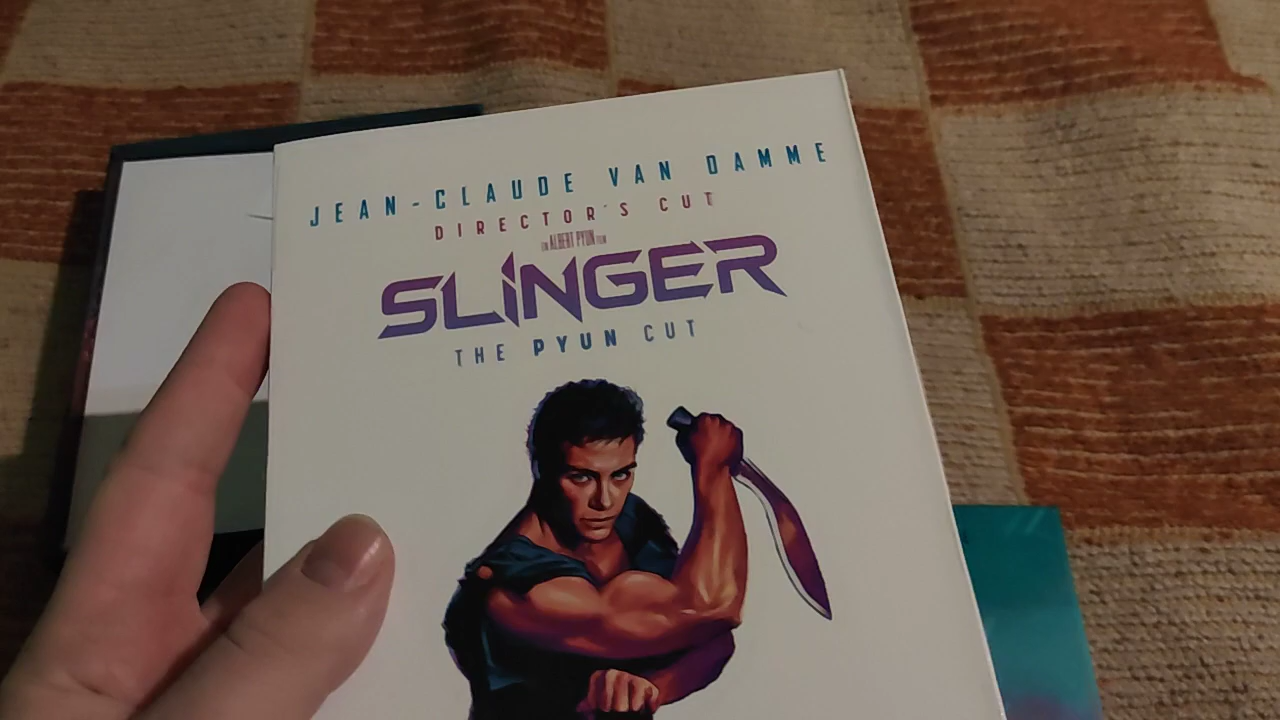 JEAN-CLAUDE VAN DAMME
DIRECTOR'S CUT
AN ALBERT PYUN FILM
SLINGER
THE PYUN CUT